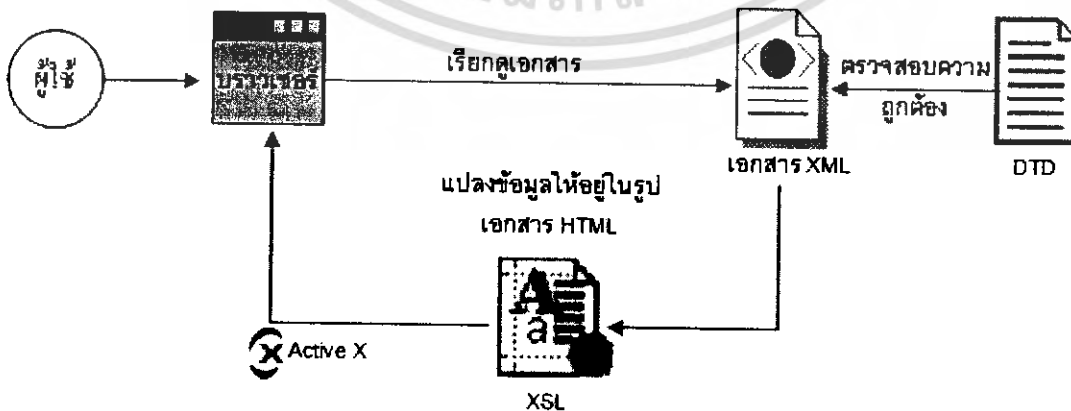 ผู้ใช้
บราวเซอร์
เรียกดูเอกสาร
ตรวจสอบความ
ถูกต้อง
เอกสาร XML
DTD
แปลงข้อมูลให้อยู่ในรูป
เอกสาร HTML
Active X
XSL